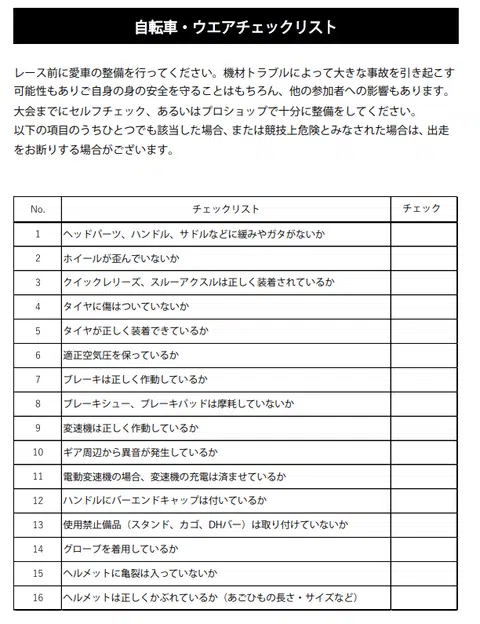 自転車・ウエアチェックリスト
レース前に愛車の整備を行ってください。機材トラブルによって大きな事故を引き起こす
可能性もありご自身の身の安全を守ることはもちろん、他の参加者への影響もあります。
大会までにセルフチェック、あるいはプロショップで十分に整備をしてください。
以下の項目のうちひとつでも該当した場合、または競技上危険とみなされた場合は、出走
をお断りする場合がございます。
No. チェックリスト チェック
1 ヘッドパーツ、ハンドル、サドルなどに緩みやガタがないか
2 ホイールが歪んでいないか
3 クイックレリーズ、スルーアクスルは正しく装着されているか
4 タイヤに傷はついていないか
5 タイヤが正しく装着できているか
6 適正空気圧を保っているか
7 ブレーキは正しく作動しているか
8 ブレーキシュー、ブレーキパッドは摩耗していないか
9 変速機は正しく作動しているか
10 ギア周辺から異音が発生しているか
11 電動変速機の場合、変速機の充電は済ませているか
12 ハンドルにバーエンドキャップは付いているか
13 使用禁止備品（スタンド、カゴ、DHバー）は取り付けていないか
14 グローブを着用しているか
15 ヘルメットに亀裂は入っていないか
16 ヘルメットは正しくかぶれているか（あごひもの長さ・サイズなど）